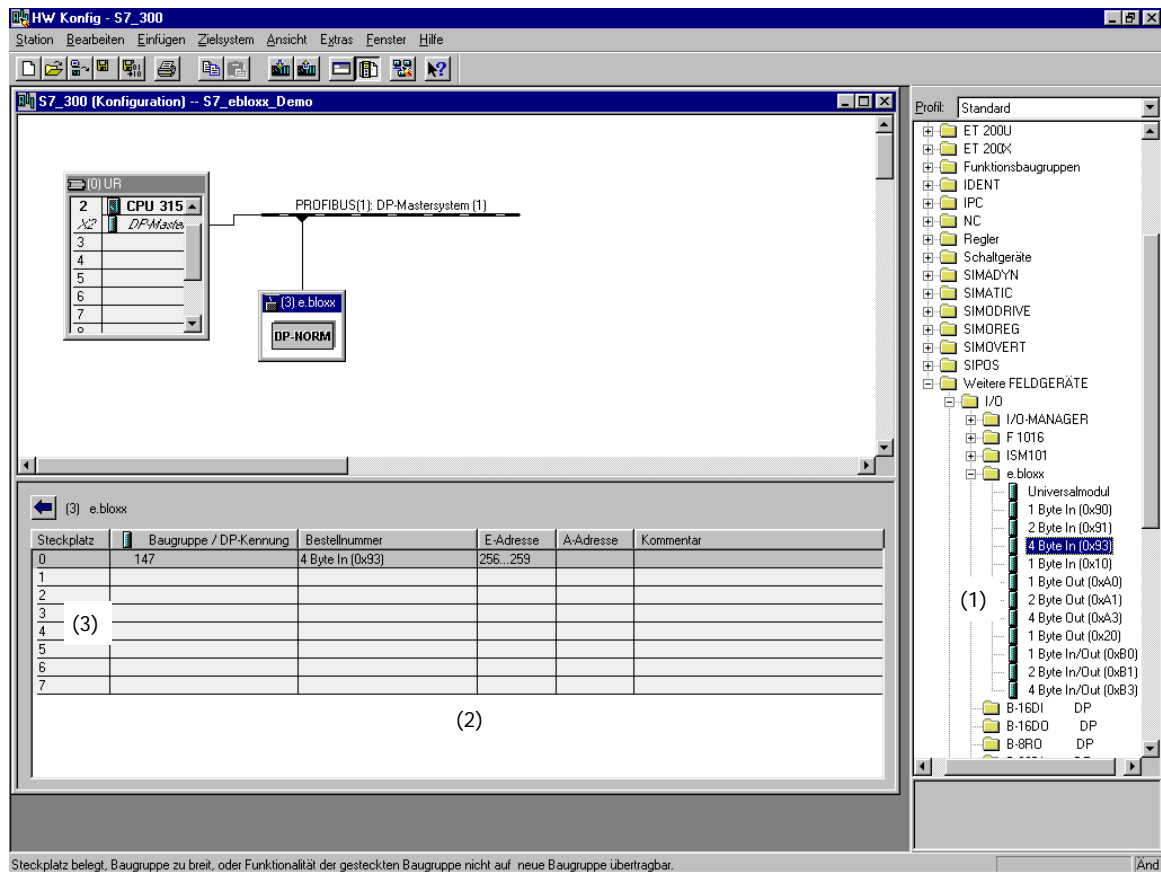 HW Konfig - S7_300
Station Bearbeiten Einfügen Zielsystem Ansicht Extras Fenster Hilfe
S7_300 (Konfiguration) -- S7_ebloxx_Demo
(0) UR
2 CPU 315
X2 DP-Maste
3
4
5
6
7
PROFIBUS(1): DP-Mastersystem (1)
(3) e.bloxx
DP-NORM
(3) e.bloxx
Steckplatz Baugruppe / DP-Kennung Bestellnummer E-Adresse A-Adresse Kommentar
0 147 4 Byte In (0x93) 256...259
1
2
3
4
5
6
7
(3)
(2)
Profil: Standard
ET 200U
ET 200X
Funktionsbaugruppen
IDENT
IPC
NC
Regler
Schaltgeräte
SIMADYN
SIMATIC
SIMODRIVE
SIMOREG
SIMOVERT
SIPOS
Weitere FELDGERÄTE
I/O
I/O-MANAGER
F 1016
ISM101
e.bloxx
Universalmodul
1 Byte In (0x90)
2 Byte In (0x91)
4 Byte In (0x93)
1 Byte In (0x10)
1 Byte Out (0xA0)
2 Byte Out (0xA1)
4 Byte Out (0xA3)
1 Byte Out (0x20)
1 Byte In/Out (0xB0)
2 Byte In/Out (0xB1)
4 Byte In/Out (0xB3)
(1)
B-16DI DP
B-16DO DP
B-8RO DP
Steckplatz belegt, Baugruppe zu breit, oder Funktionalität der gesteckten Baugruppe nicht auf neue Baugruppe übertragbar.
Änd